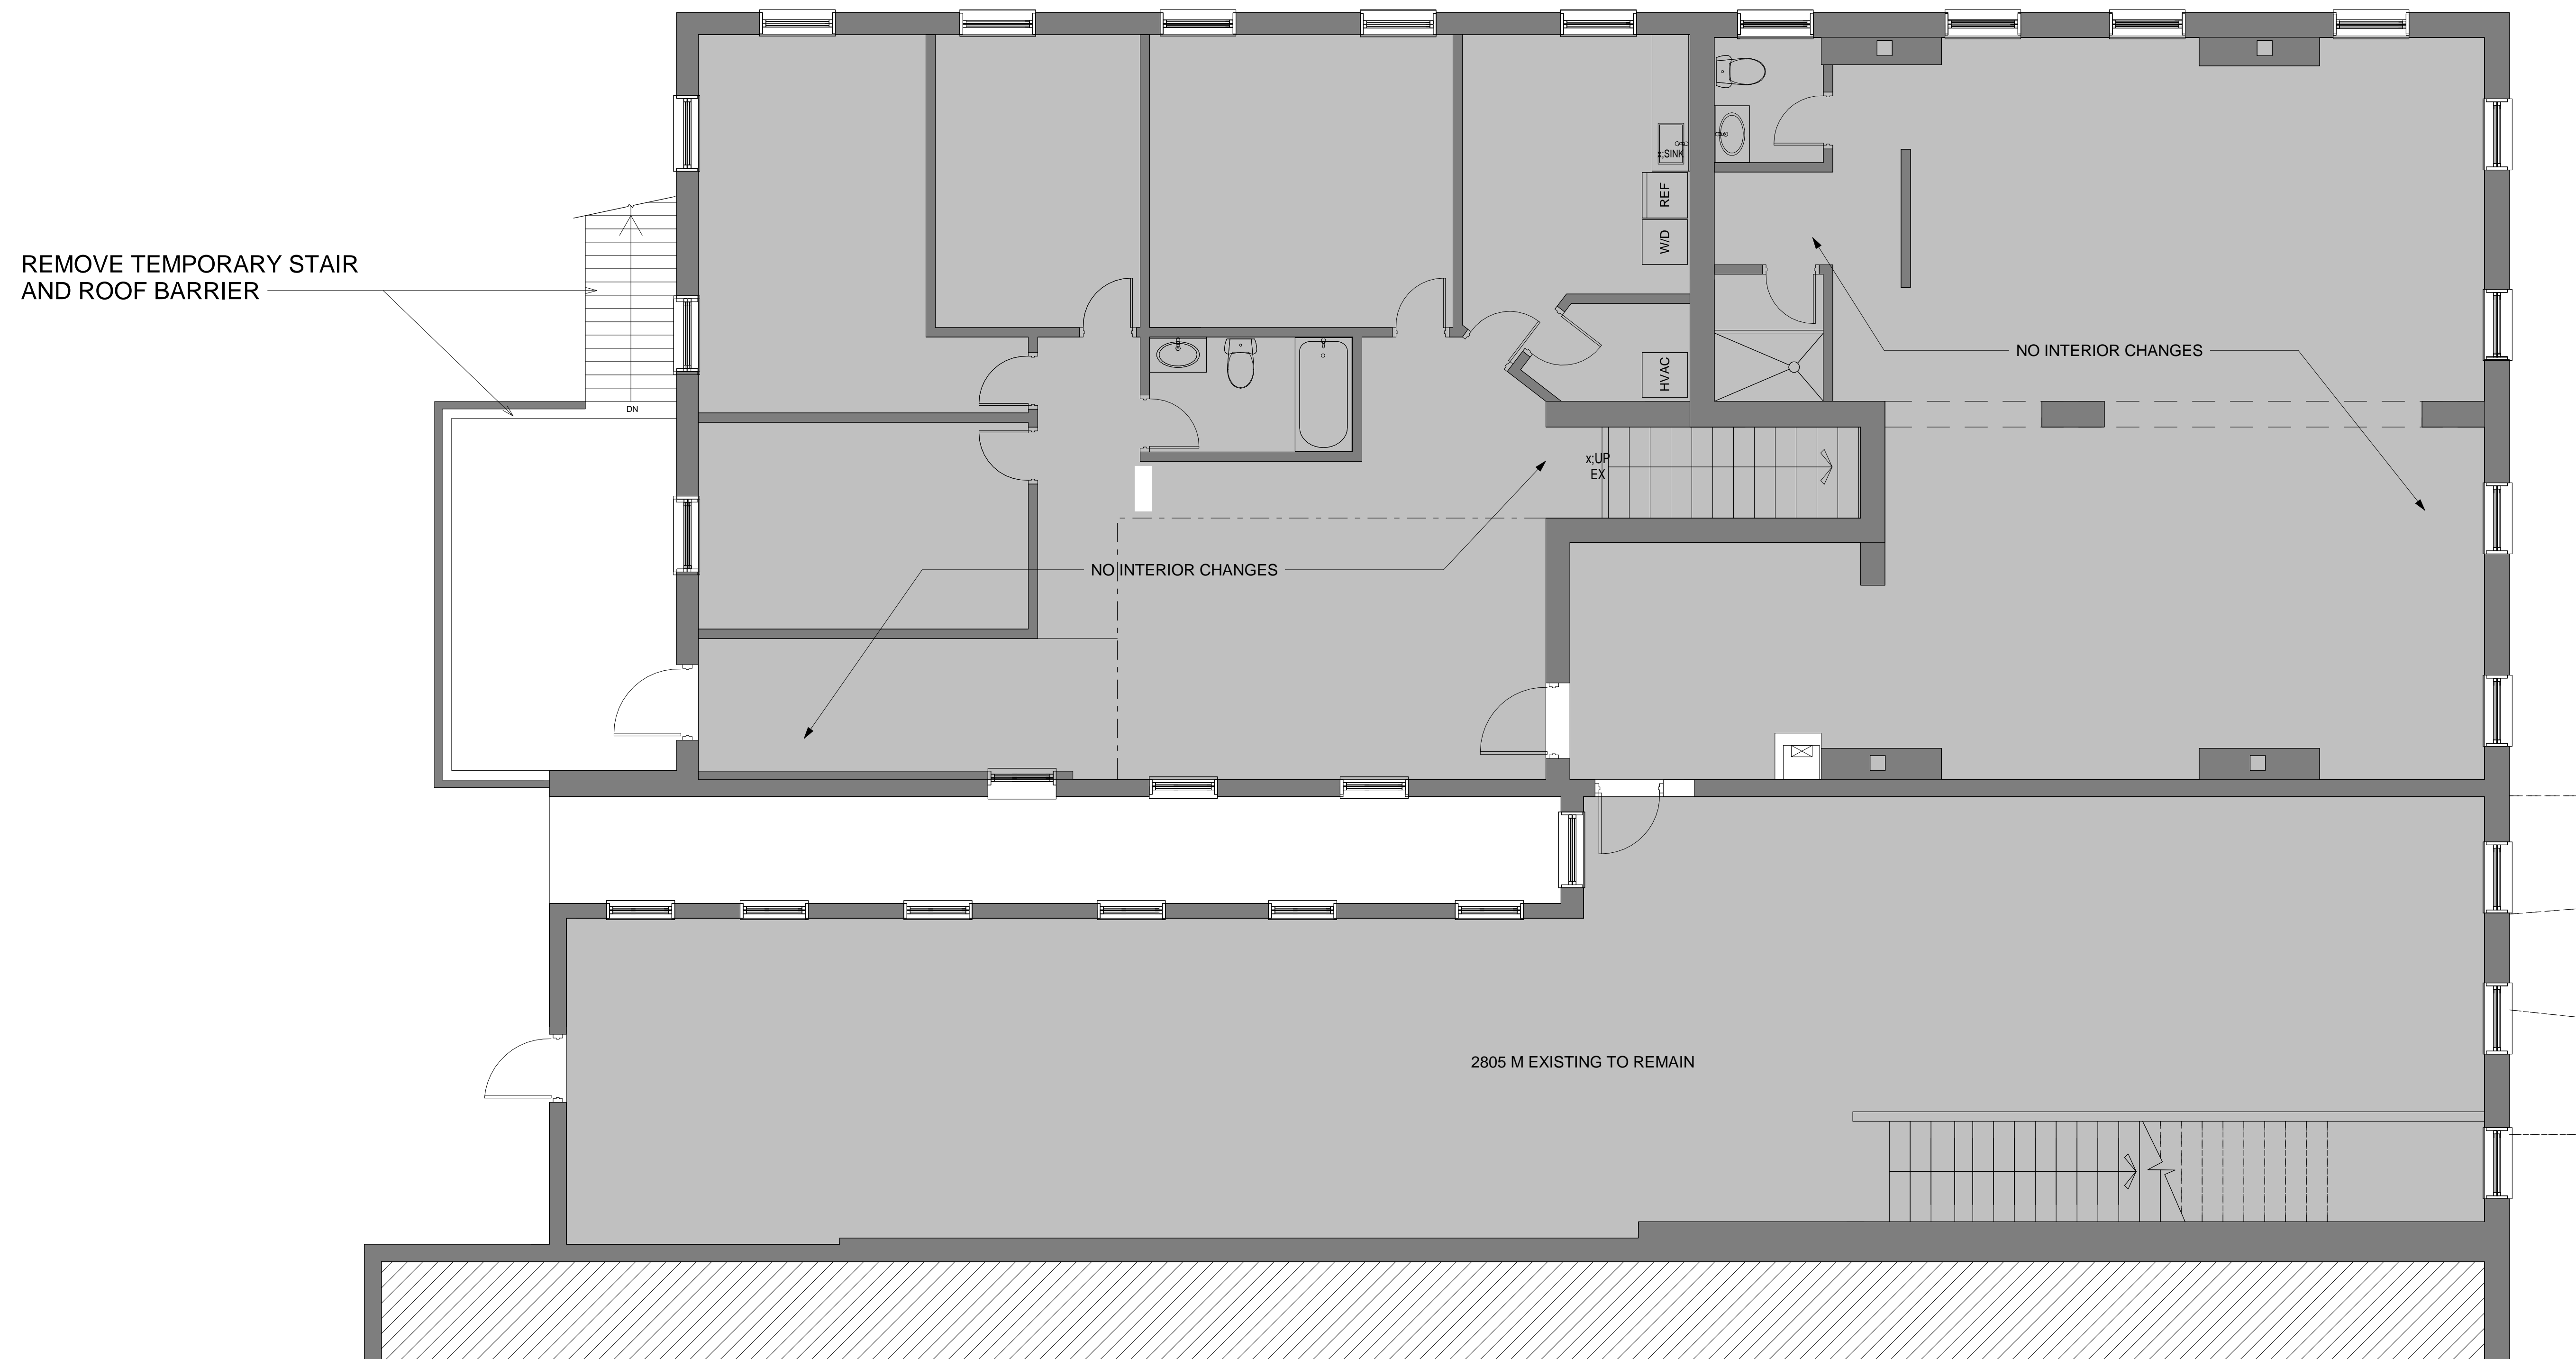 x;SINK
REF
W/D
REMOVE TEMPORARY STAIR
AND ROOF BARRIER
NO INTERIOR CHANGES
HVAC
DN
x;UP
EX
NO INTERIOR CHANGES
2805 M EXISTING TO REMAIN